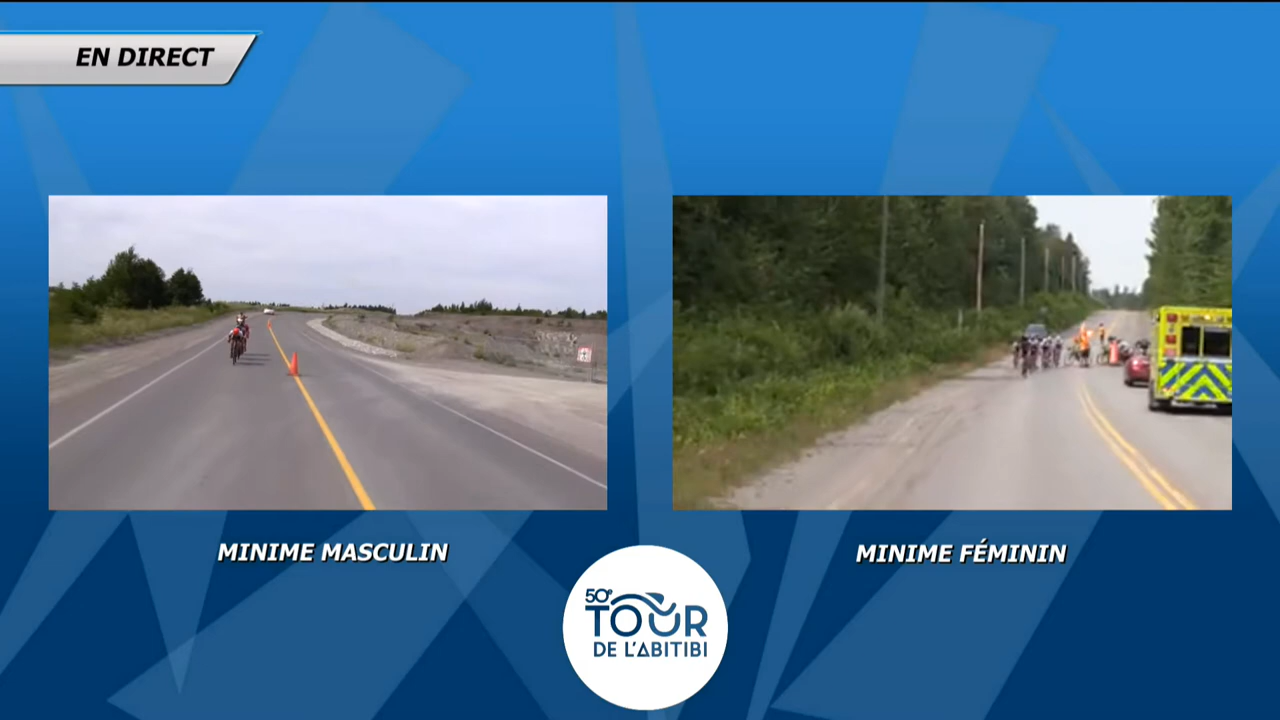 EN DIRECT
MINIME MASCULIN
MINIME FÉMININ
50e
TOUR
DE L'ABITIBI